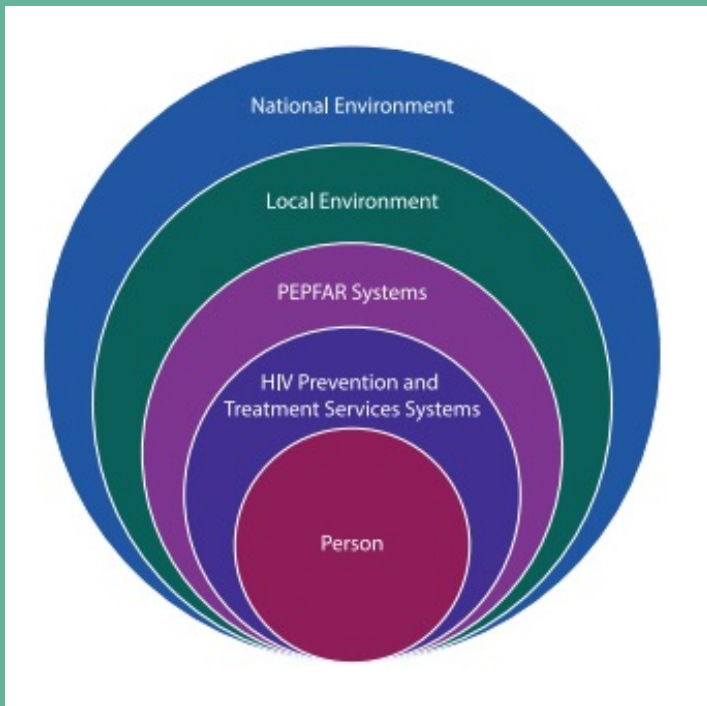 National Environment
Local Environment
PEPFAR Systems
HIV Prevention and
Treatment Services Systems
Person